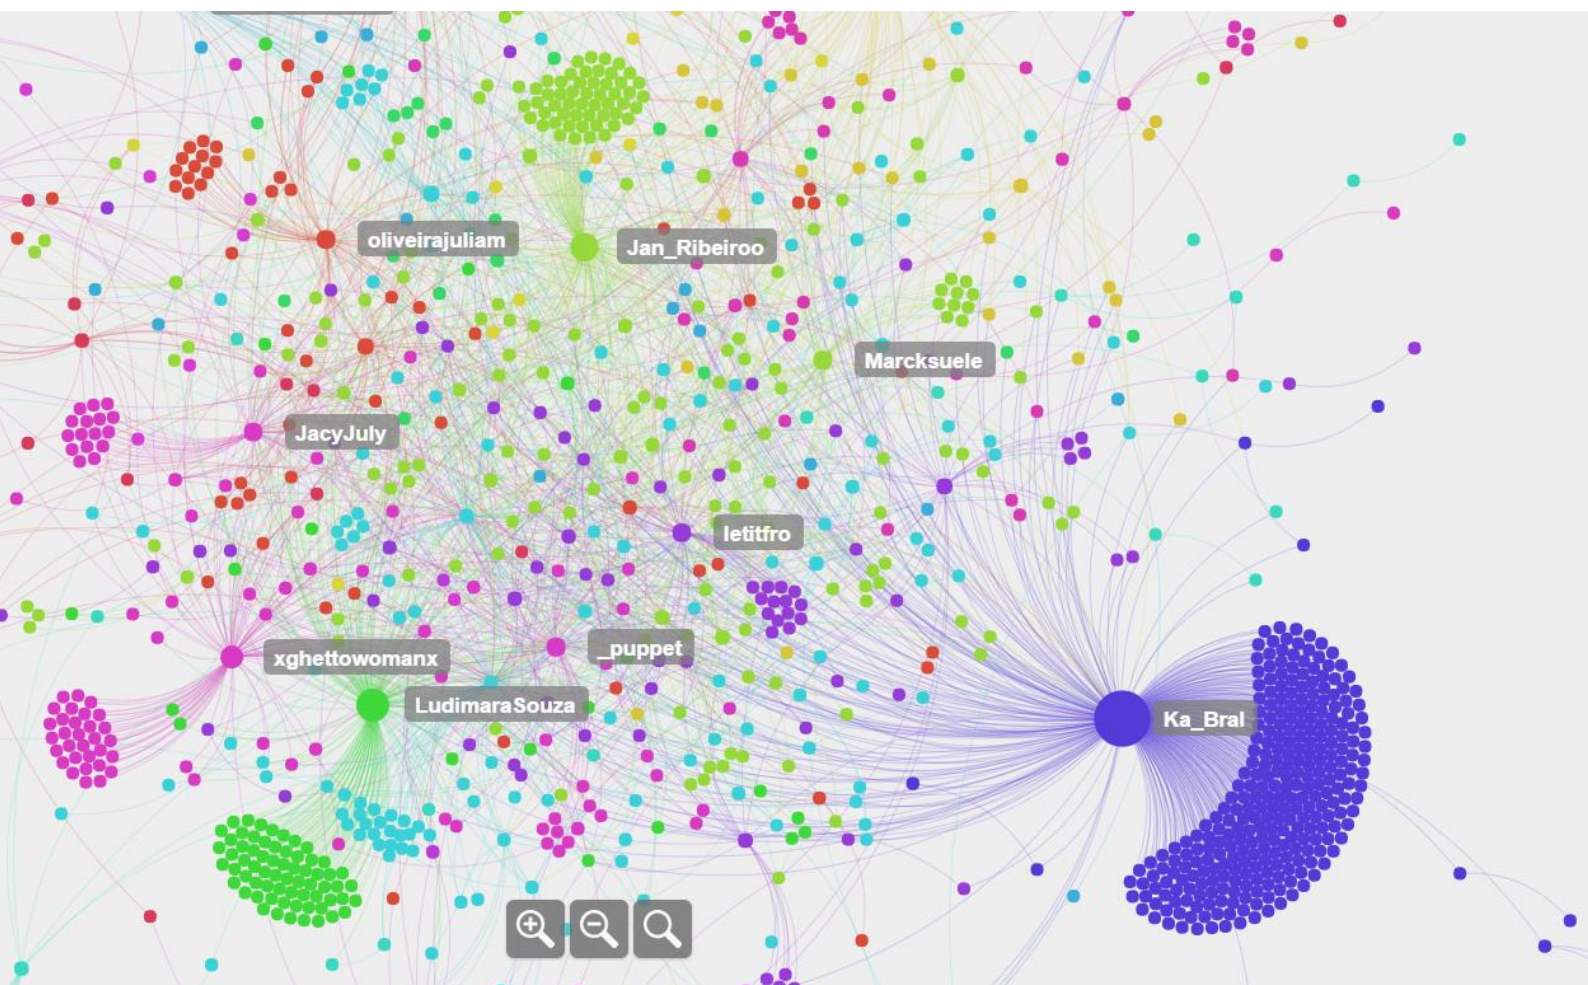 oliveirajuliam
Jan_Ribeiroo
Marcksuele
JacyJuly
letitfro
_puppet
xghettowomanx
LudimaraSouza
Ka_Bral